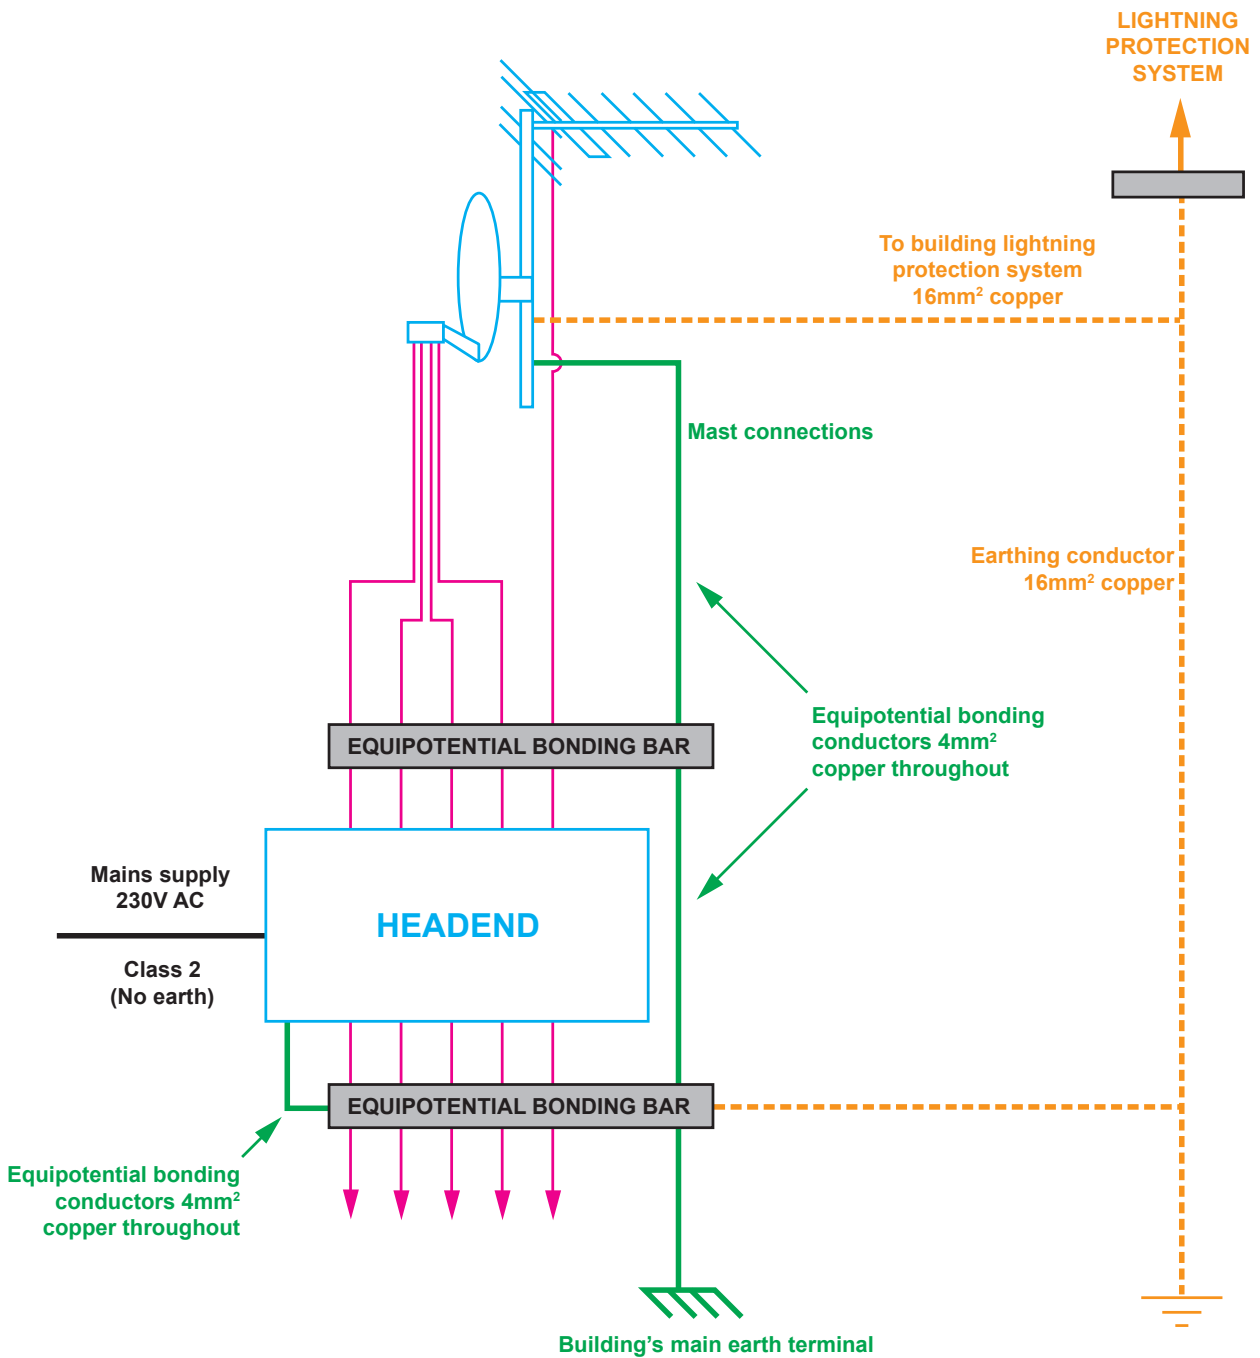 LIGHTNING
PROTECTION
SYSTEM
To building lightning
protection system
16mm² copper
Mast connections
Earthing conductor
16mm² copper
Equipotential bonding
conductors 4mm²
copper throughout
EQUIPOTENTIAL BONDING BAR
Mains supply
230V AC
HEADEND
Class 2
(No earth)
EQUIPOTENTIAL BONDING BAR
Equipotential bonding
conductors 4mm²
copper throughout
Building's main earth terminal